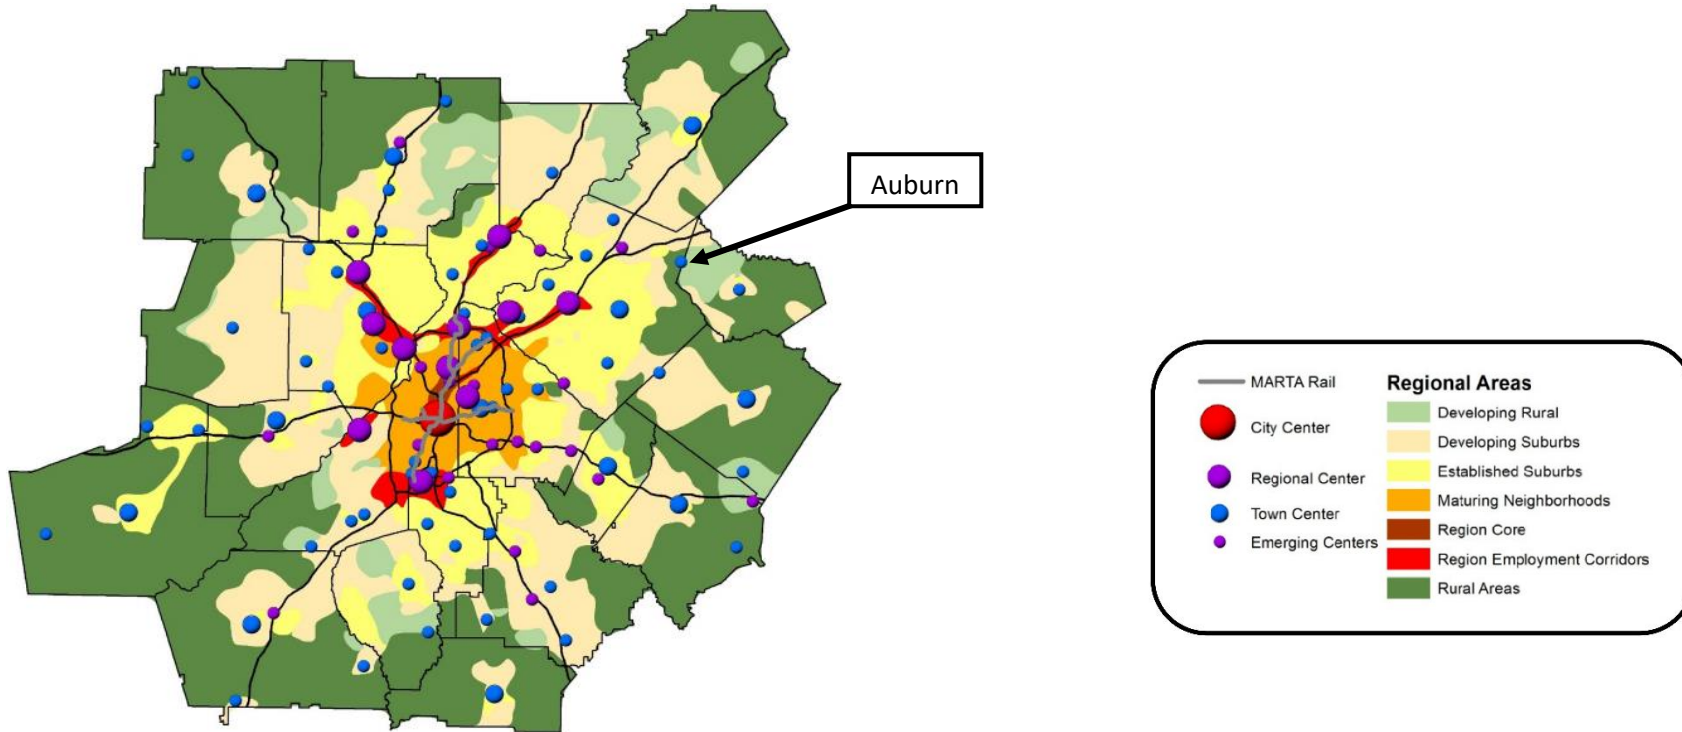 Auburn
MARTA Rail
City Center
Regional Center
Town Center
Emerging Centers
Regional Areas
Developing Rural
Developing Suburbs
Established Suburbs
Maturing Neighborhoods
Region Core
Region Employment Corridors
Rural Areas